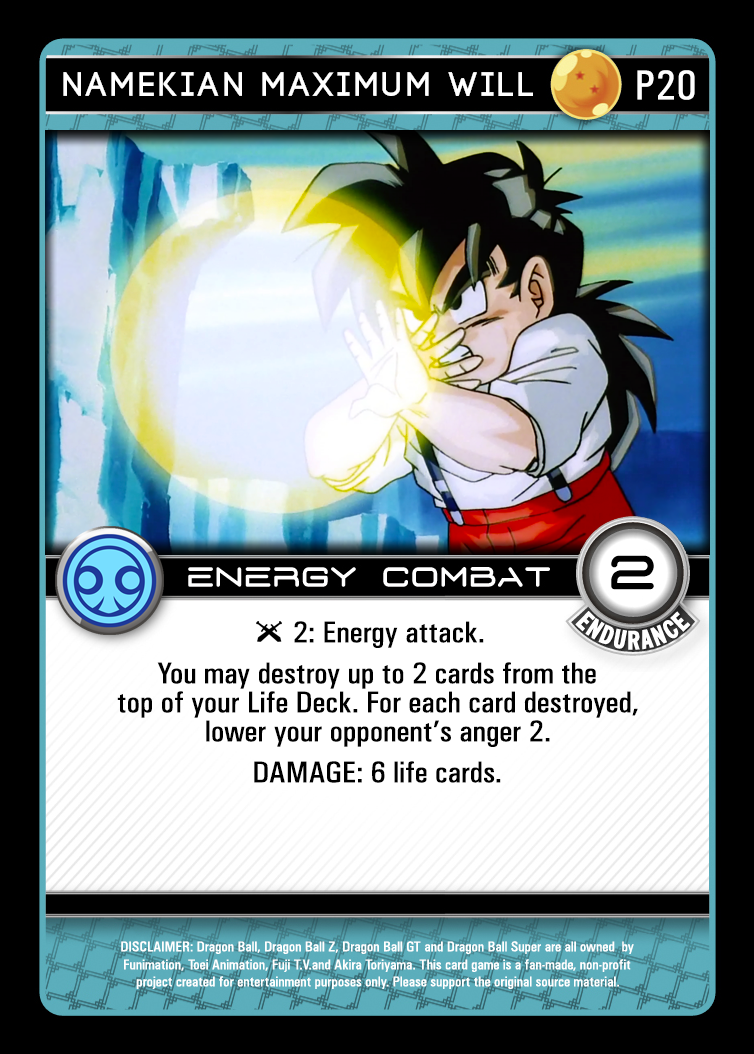 NAMEKIAN MAXIMUM WILL P20
ENERGY COMBAT
2
ENDURANCE
2: Energy attack.
You may destroy up to 2 cards from the
top of your Life Deck. For each card destroyed,
lower your opponent's anger 2.
DAMAGE: 6 life cards.
DISCLAIMER: Dragon Ball, Dragon Ball Z, Dragon Ball GT and Dragon Ball Super are all owned by
Funimation, Toei Animation, Fuji T.V.and Akira Toriyama. This card game is a fan-made, non-profit
project created for entertainment purposes only. Please support the original source material.